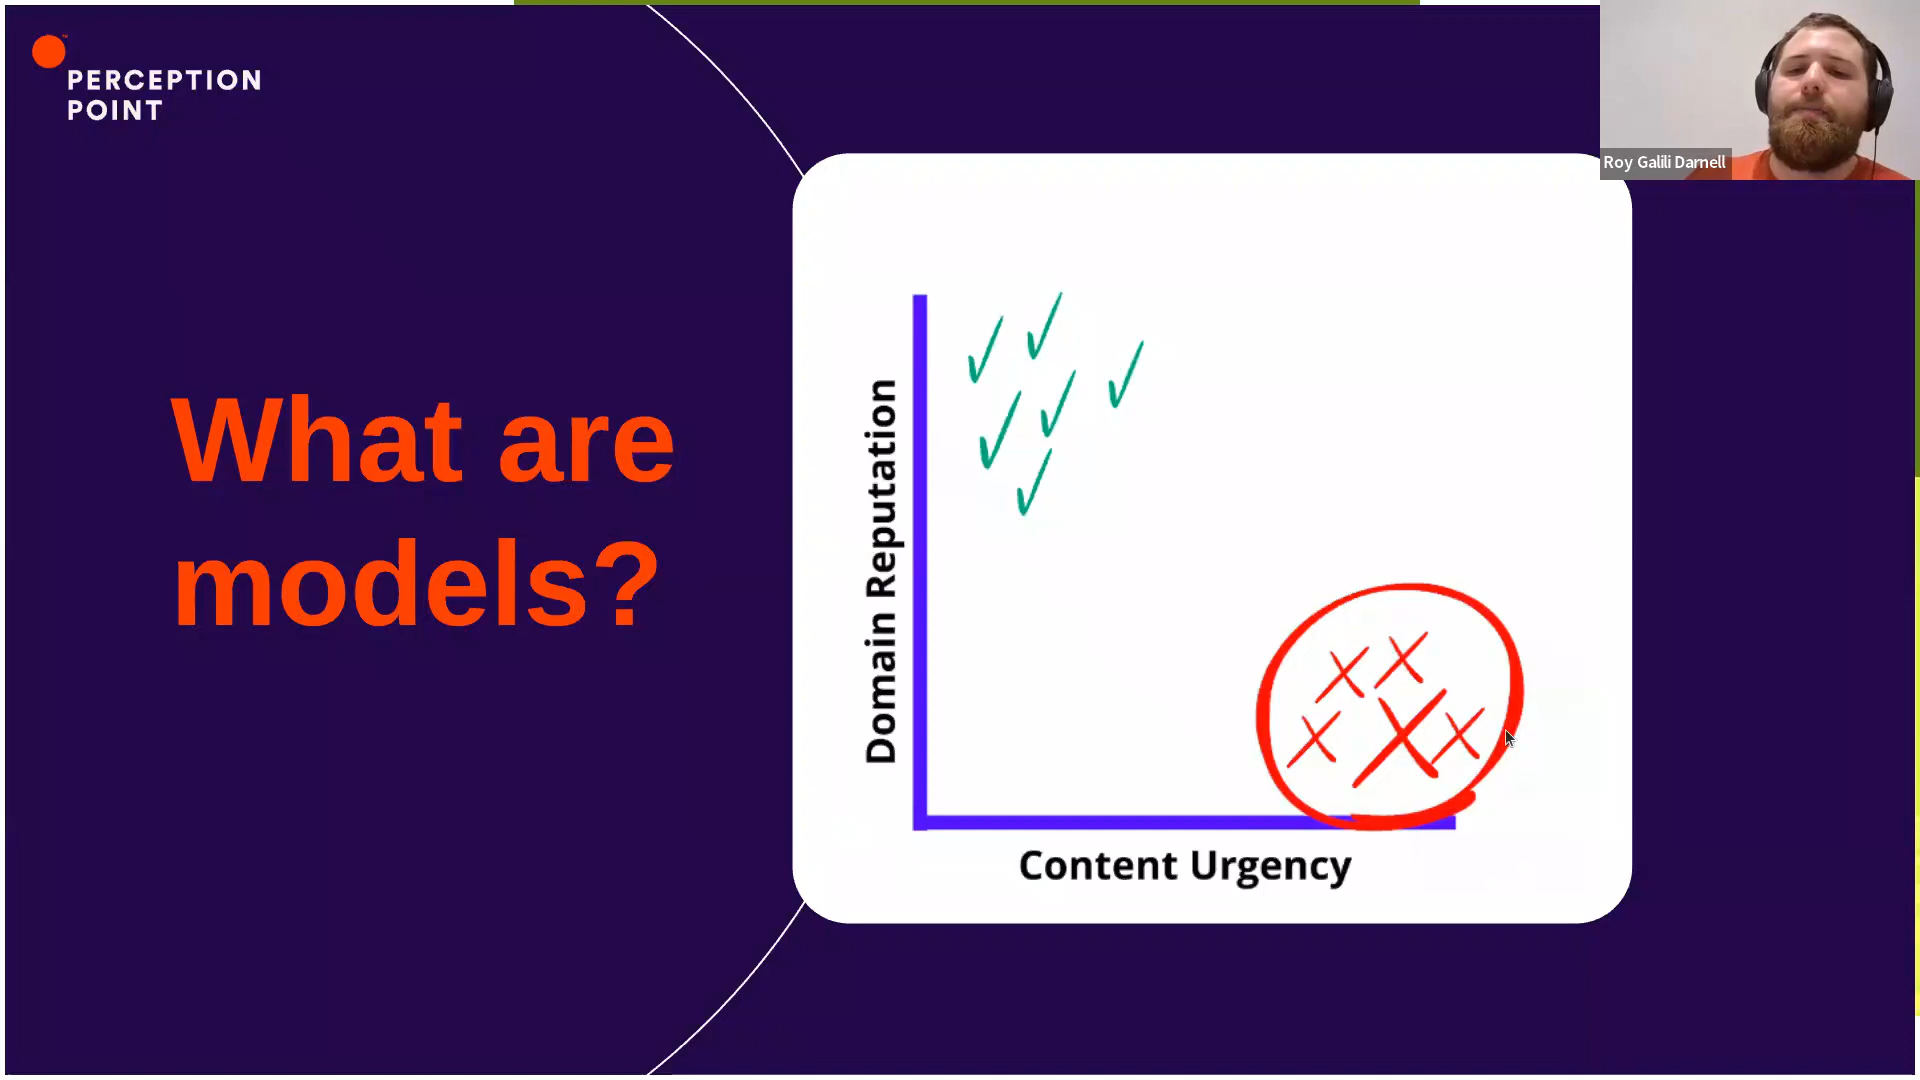 PERCEPTION
POINT
Roy Galili Darnell
What are
models?
Domain Reputation
Content Urgency